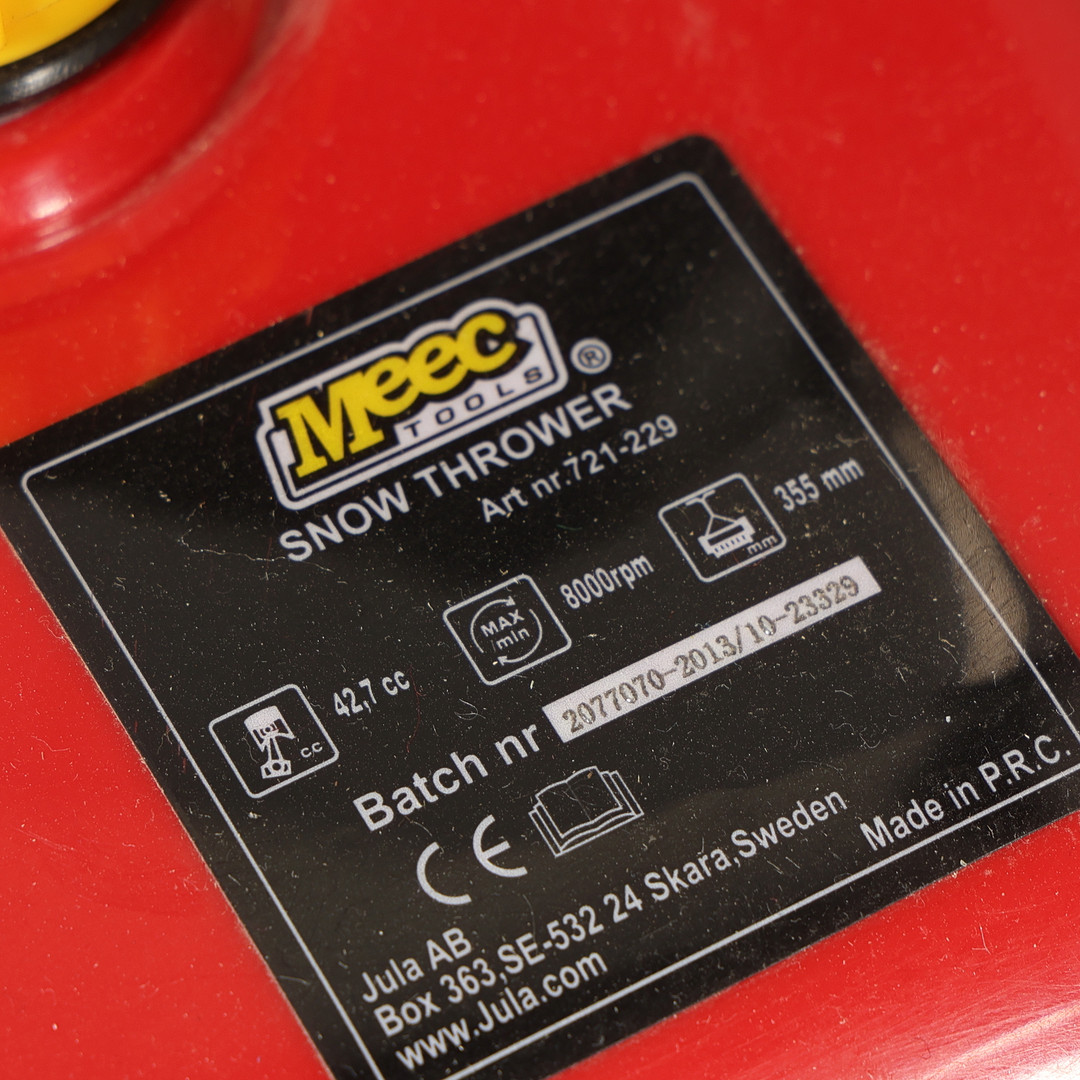 Meec
TOOLS ®
SNOW THROWER
Art nr.721-229
mm 355 mm
MAX
min 8000rpm
c.c 42,7 cc
Batch nr 2077070-2013/10-23329
CE
Jula AB
Box 363,SE-532 24 Skara,Sweden
www.Jula.com
Made in P.R.C.